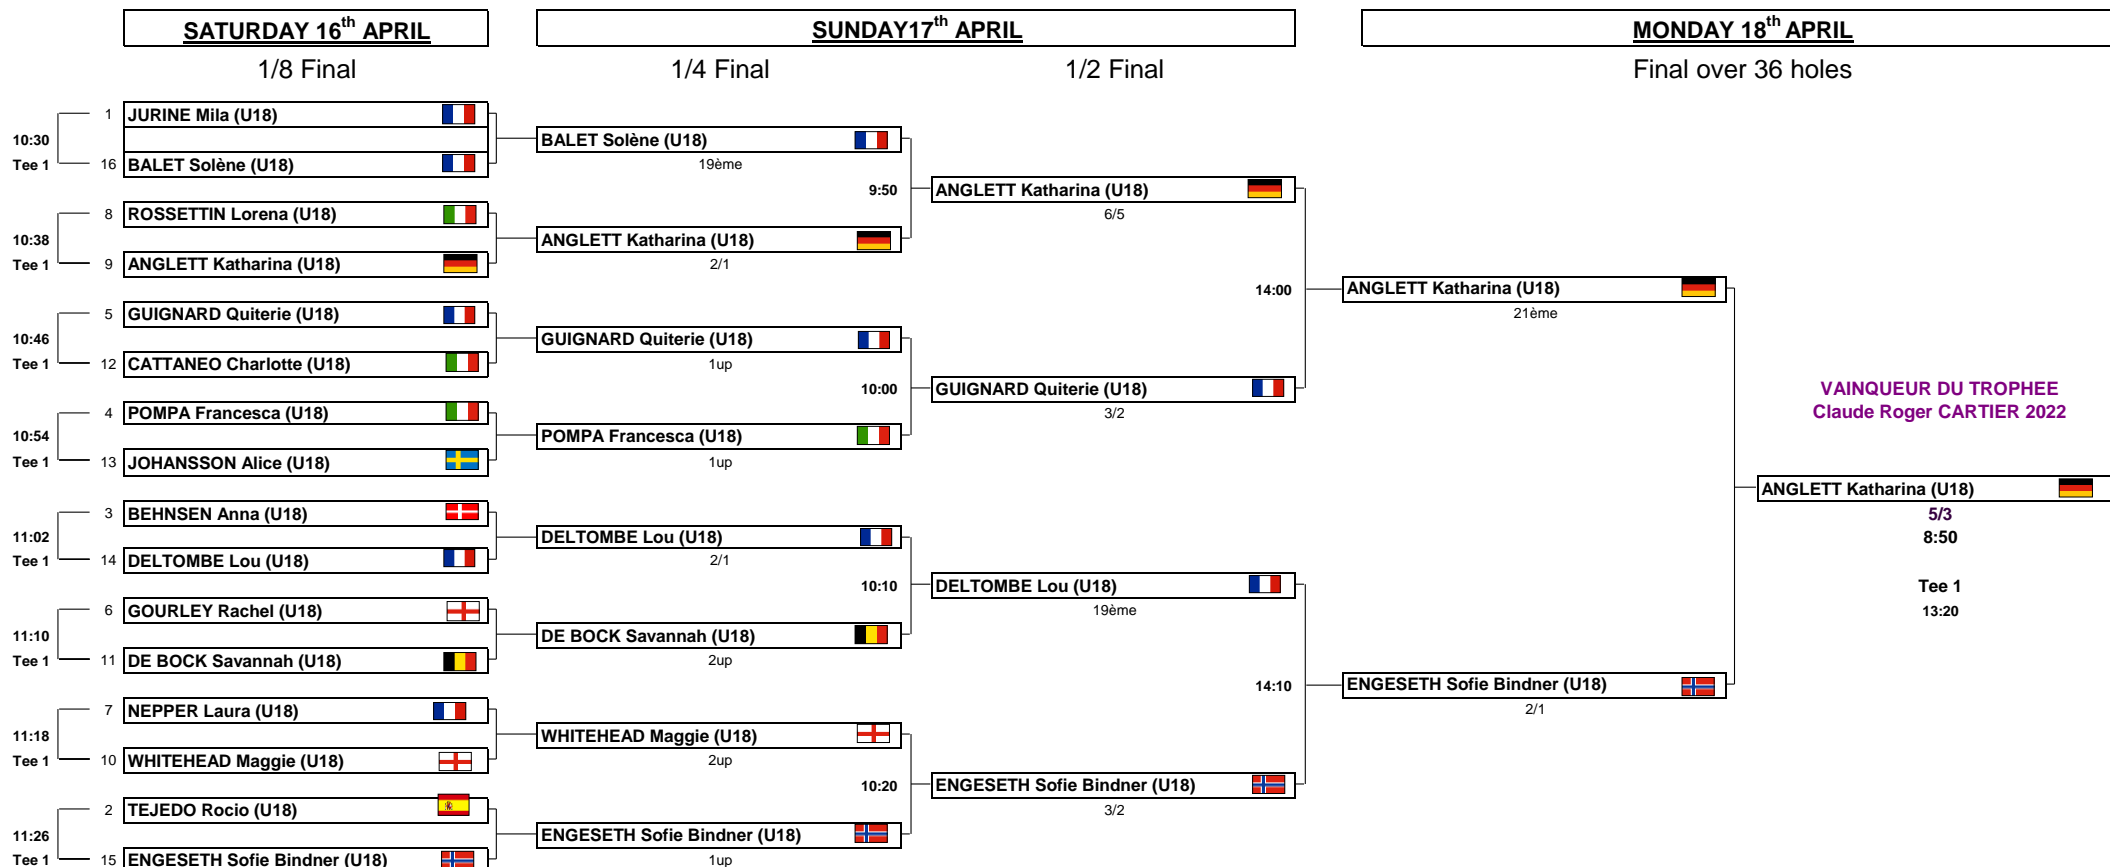 SATURDAY 16th APRIL
SUNDAY17th APRIL
MONDAY 18th APRIL
1/8 Final
1/4 Final
1/2 Final
Final over 36 holes
10:30
Tee 1
1 JURINE Mila (U18)
16 BALET Solène (U18)
10:38
Tee 1
8 ROSSETTIN Lorena (U18)
9 ANGLETT Katharina (U18)
10:46
Tee 1
5 GUIGNARD Quiterie (U18)
12 CATTANEO Charlotte (U18)
10:54
Tee 1
4 POMPA Francesca (U18)
13 JOHANSSON Alice (U18)
11:02
Tee 1
3 BEHNSEN Anna (U18)
14 DELTOMBE Lou (U18)
11:10
Tee 1
6 GOURLEY Rachel (U18)
11 DE BOCK Savannah (U18)
11:18
Tee 1
7 NEPPER Laura (U18)
10 WHITEHEAD Maggie (U18)
11:26
Tee 1
2 TEJEDO Rocio (U18)
15 ENGESETH Sofie Bindner (U18)
BALET Solène (U18)
19ème
9:50
ANGLETT Katharina (U18)
2/1
GUIGNARD Quiterie (U18)
1up
10:00
POMPA Francesca (U18)
1up
DELTOMBE Lou (U18)
2/1
10:10
DE BOCK Savannah (U18)
2up
WHITEHEAD Maggie (U18)
2up
10:20
ENGESETH Sofie Bindner (U18)
1up
ANGLETT Katharina (U18)
6/5
14:00
GUIGNARD Quiterie (U18)
3/2
DELTOMBE Lou (U18)
19ème
14:10
ENGESETH Sofie Bindner (U18)
3/2
ANGLETT Katharina (U18)
21ème
ENGESETH Sofie Bindner (U18)
2/1
VAINQUEUR DU TROPHEE
Claude Roger CARTIER 2022
ANGLETT Katharina (U18)
5/3
8:50
Tee 1
13:20